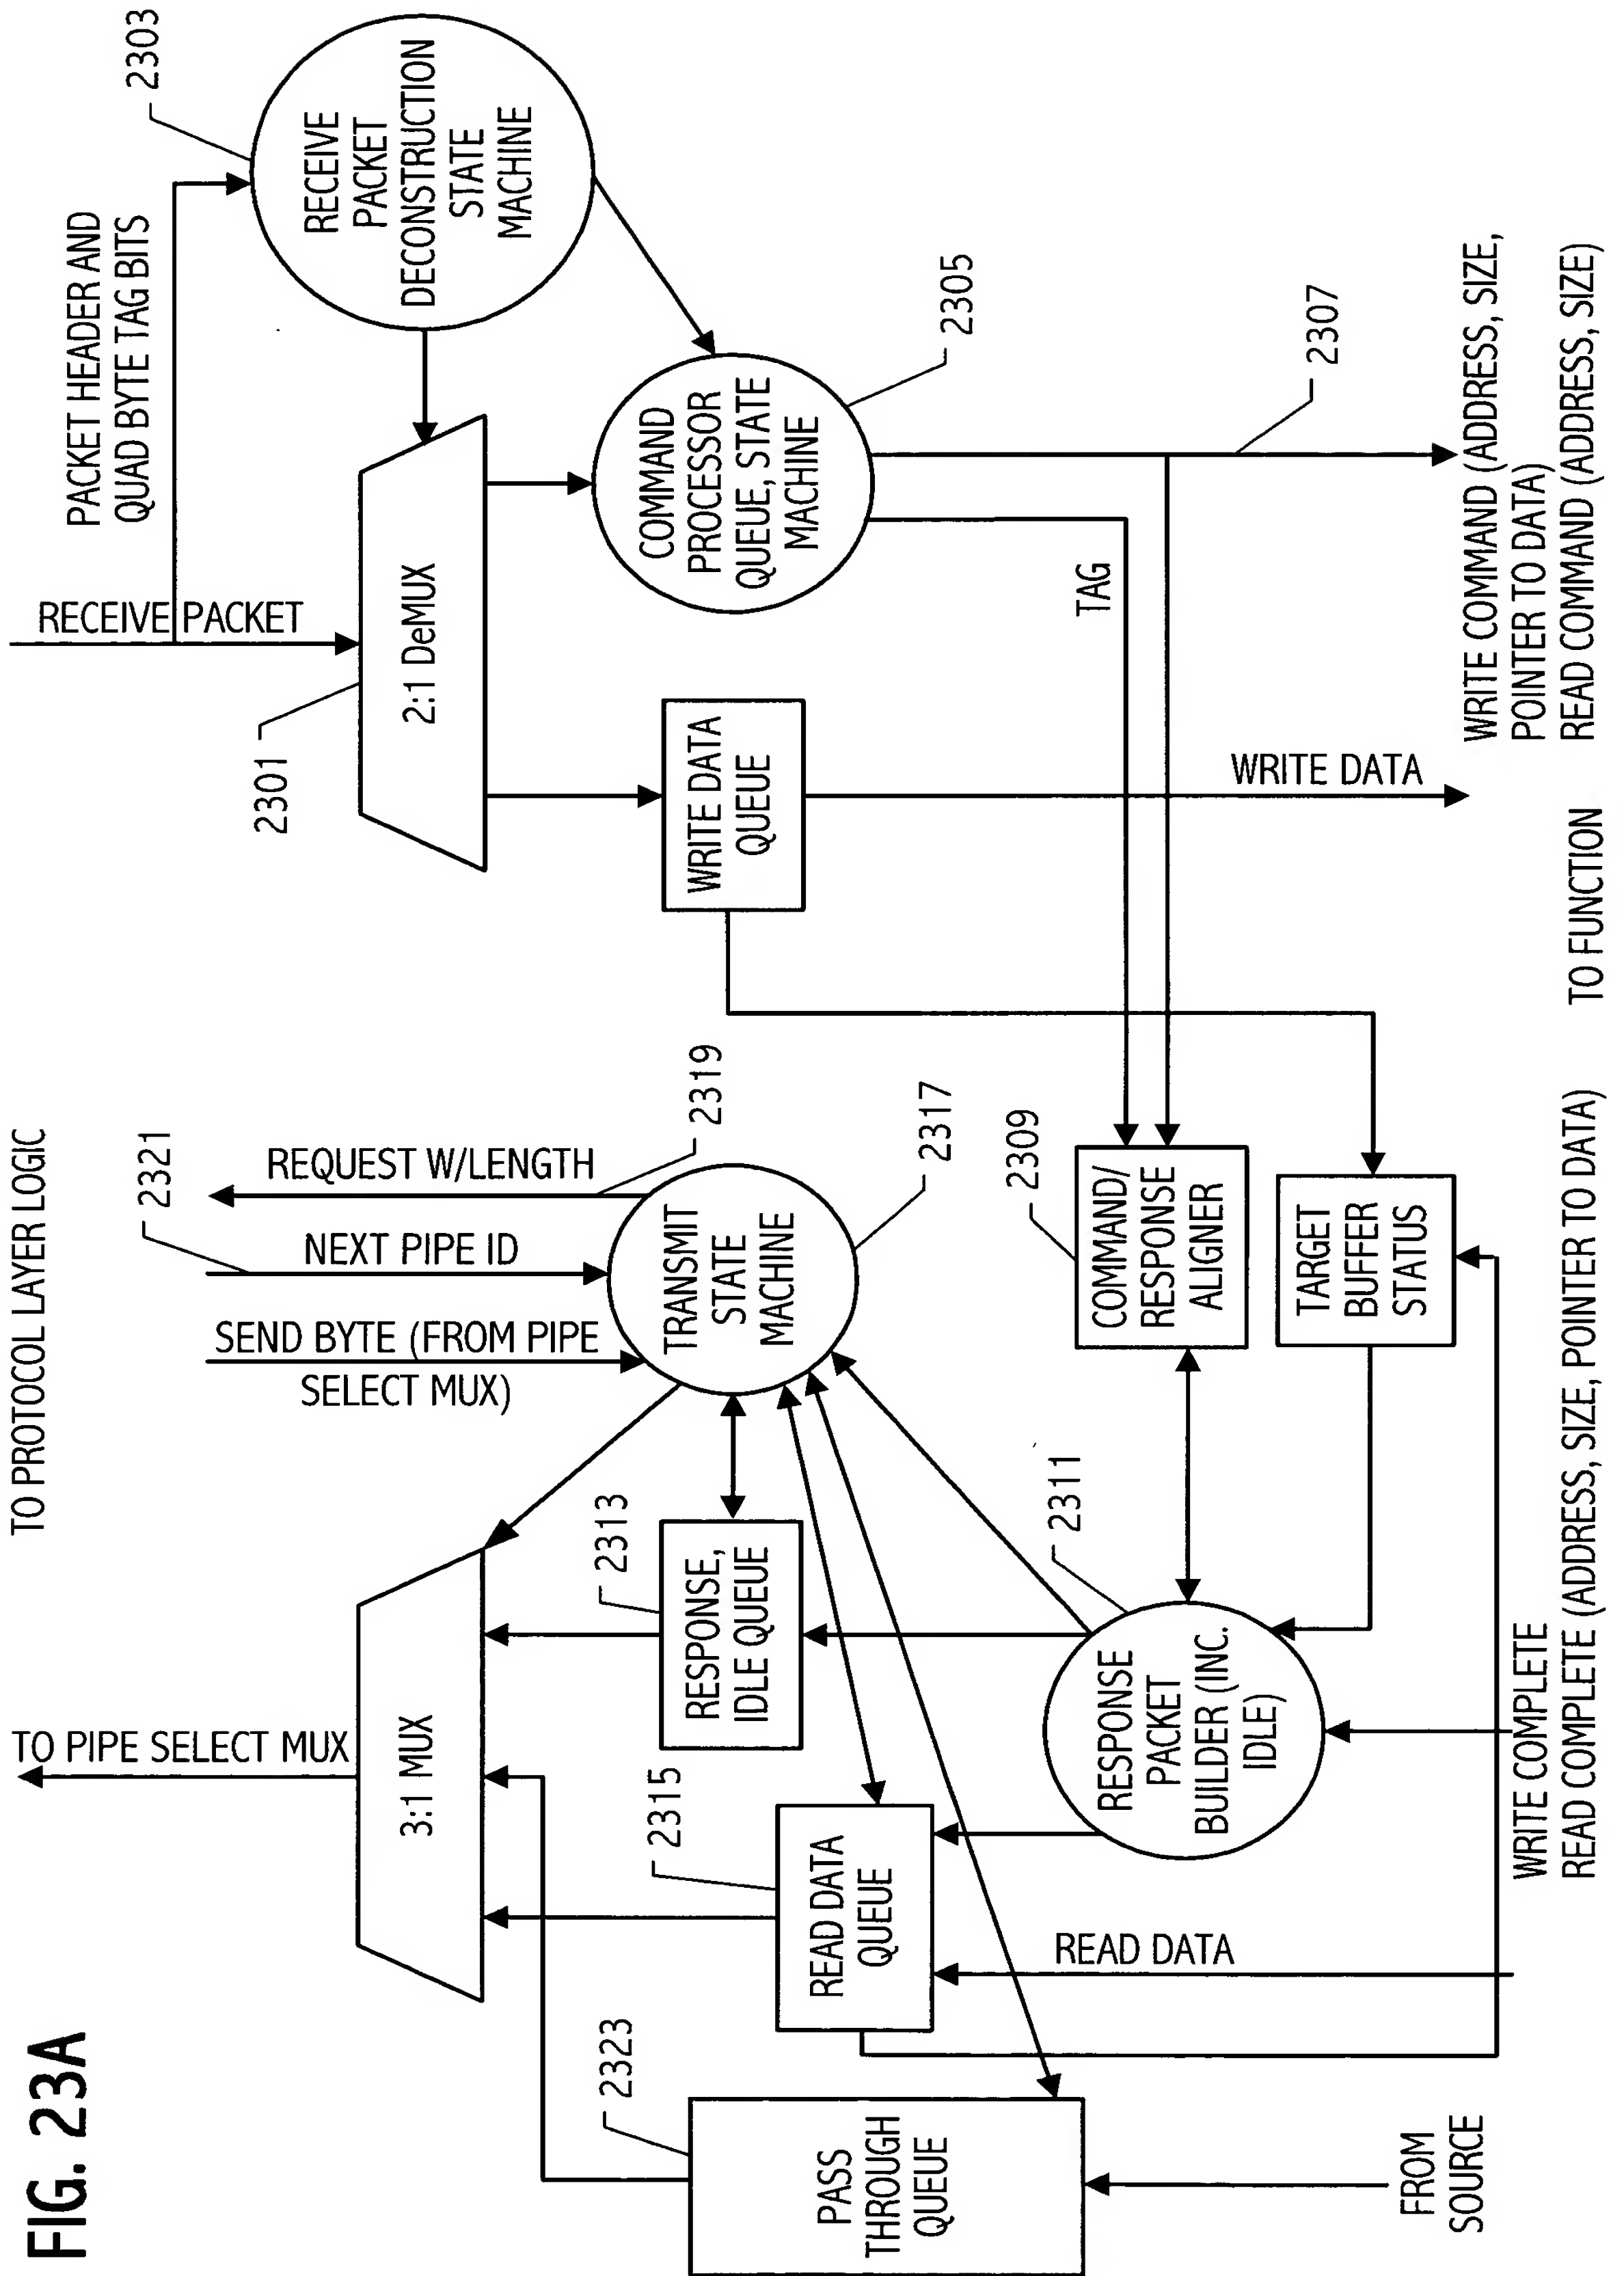 FIG. 23A
TO PROTOCOL LAYER LOGIC
TO PIPE SELECT MUX
3:1 MUX
SEND BYTE (FROM PIPE
SELECT MUX)
NEXT PIPE ID
2321
REQUEST W/LENGTH
2319
TRANSMIT
STATE
MACHINE
2317
2313
RESPONSE,
IDLE QUEUE
2315
READ DATA
QUEUE
2323
PASS
THROUGH
QUEUE
FROM
SOURCE
READ DATA
2311
RESPONSE
PACKET
BUILDER (INC.
IDLE)
2309
COMMAND/
RESPONSE
ALIGNER
TARGET
BUFFER
STATUS
WRITE COMPLETE
READ COMPLETE (ADDRESS, SIZE, POINTER TO DATA)
TO FUNCTION
RECEIVE PACKET
PACKET HEADER AND
QUAD BYTE TAG BITS
2303
RECEIVE
PACKET
DECONSTRUCTION
STATE
MACHINE
2301
2:1 DeMUX
WRITE DATA
QUEUE
COMMAND
PROCESSOR
QUEUE, STATE
MACHINE
2305
TAG
2307
WRITE DATA
WRITE COMMAND (ADDRESS, SIZE,
POINTER TO DATA)
READ COMMAND (ADDRESS, SIZE)